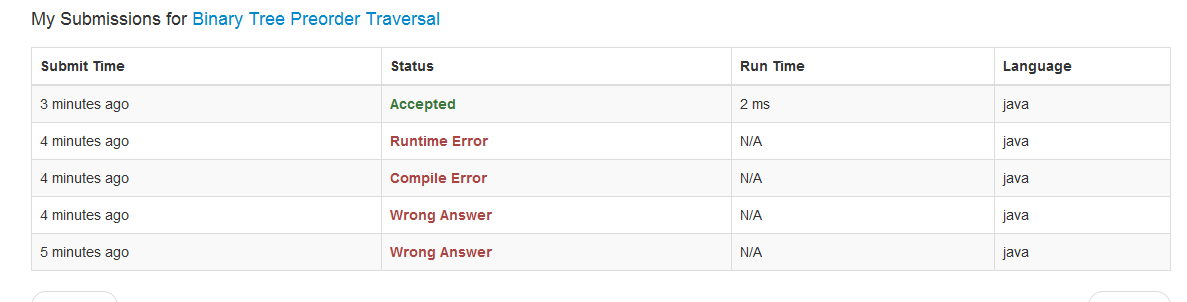 My Submissions for Binary Tree Preorder Traversal
Submit Time Status Run Time Language
3 minutes ago Accepted 2 ms java
4 minutes ago Runtime Error N/A java
4 minutes ago Compile Error N/A java
4 minutes ago Wrong Answer N/A java
5 minutes ago Wrong Answer N/A java